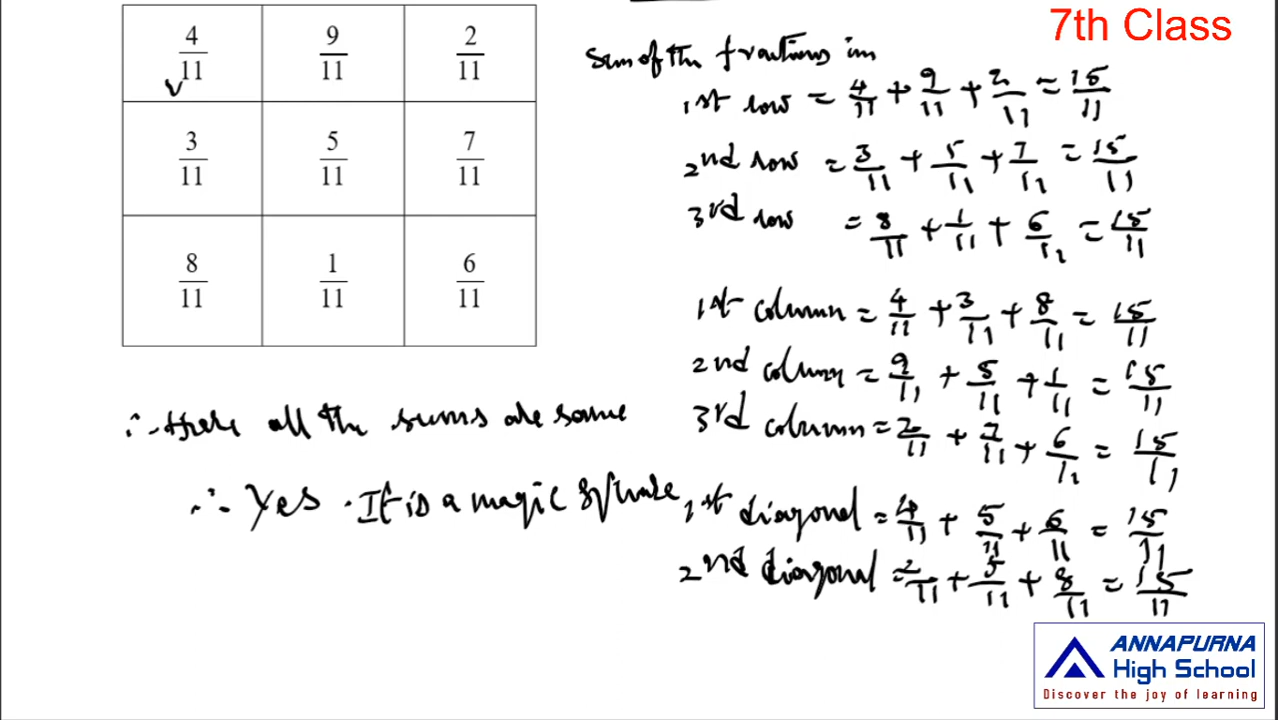 7th Class
4/11 9/11 2/11
3/11 5/11 7/11
8/11 1/11 6/11
Sum of the fractions in
1st row = 4/11 + 9/11 + 2/11 = 15/11
2nd row = 3/11 + 5/11 + 7/11 = 15/11
3rd row = 8/11 + 1/11 + 6/11 = 15/11
1st column = 4/11 + 3/11 + 8/11 = 15/11
2nd column = 9/11 + 5/11 + 1/11 = 15/11
3rd column = 2/11 + 7/11 + 6/11 = 15/11
1st diagonal = 4/11 + 5/11 + 6/11 = 15/11
2nd diagonal = 2/11 + 5/11 + 8/11 = 15/11
∴ Here all the sums are same
∴ Yes. It is a magic square
ANNAPURNA
High School
Discover the joy of learning